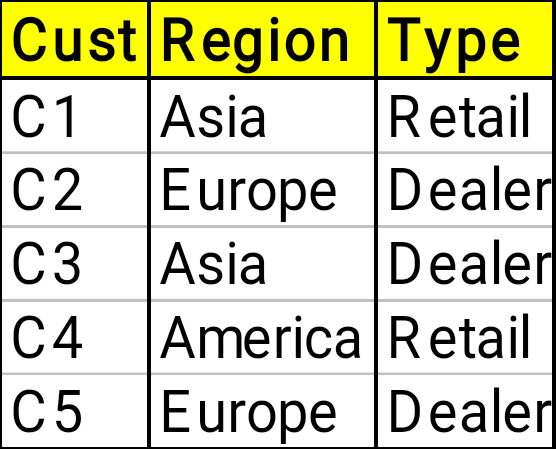 Cust Region Type
C1 Asia Retail
C2 Europe Dealer
C3 Asia Dealer
C4 America Retail
C5 Europe Dealer